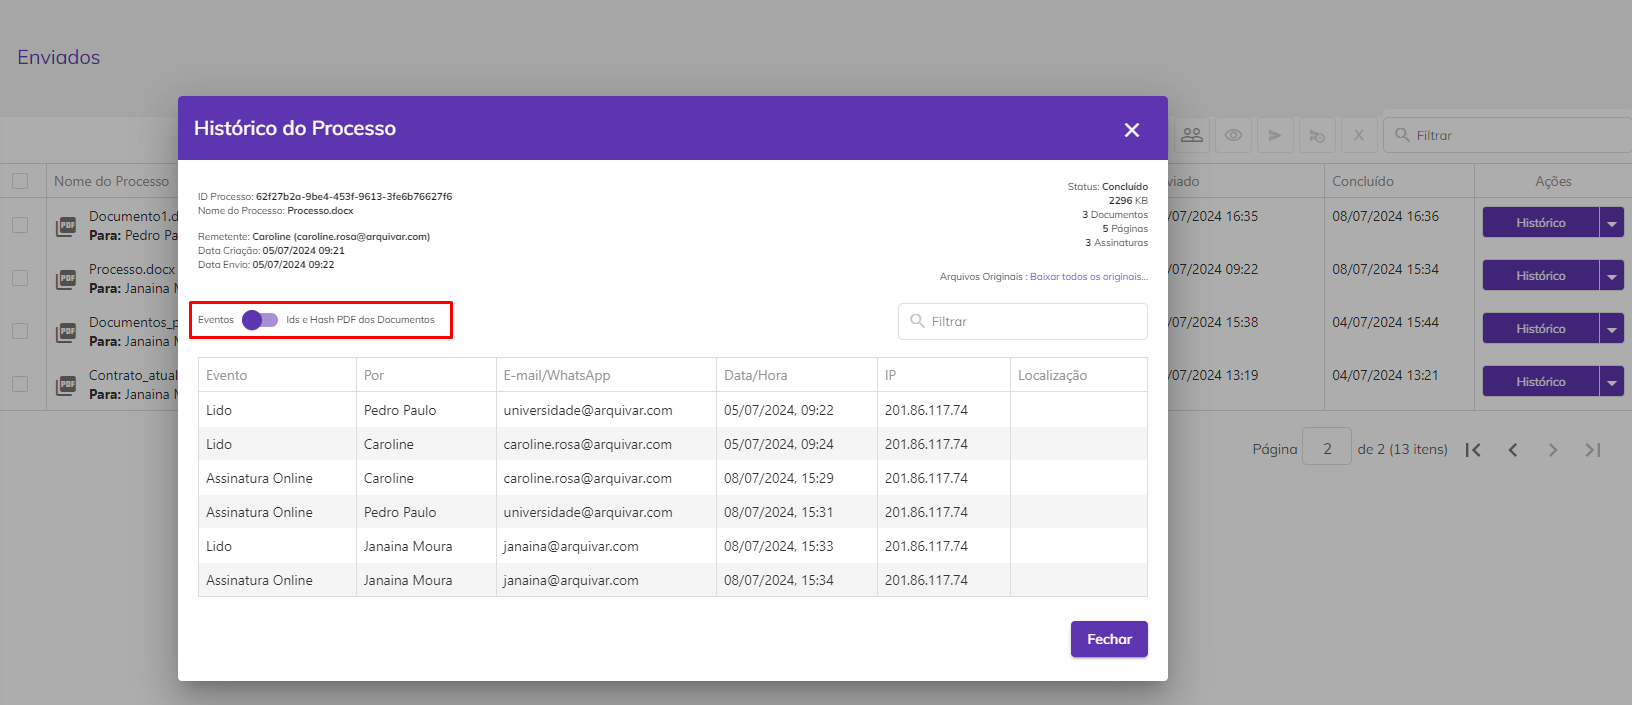 Enviados
Histórico do Processo
Filtrar
Nome do Processo
Concluído
Ações
ID Processo: 62f27b2a-9be4-453f-9613-3fe6b76627f6
Nome do Processo: Processo.docx
Remetente: Caroline (caroline.rosa@arquivar.com)
Data Criação: 05/07/2024 09:21
Data Envio: 05/07/2024 09:22
Status: Concluído
2296 KB
3 Documentos
5 Páginas
3 Assinaturas
Arquivos Originais : Baixar todos os originais...
Eventos Ids e Hash PDF dos Documentos
Filtrar
Evento Por E-mail/WhatsApp Data/Hora IP Localização
Lido Pedro Paulo universidade@arquivar.com 05/07/2024, 09:22 201.86.117.74
Lido Caroline caroline.rosa@arquivar.com 05/07/2024, 09:24 201.86.117.74
Assinatura Online Caroline caroline.rosa@arquivar.com 08/07/2024, 15:29 201.86.117.74
Assinatura Online Pedro Paulo universidade@arquivar.com 08/07/2024, 15:31 201.86.117.74
Lido Janaina Moura janaina@arquivar.com 08/07/2024, 15:33 201.86.117.74
Assinatura Online Janaina Moura janaina@arquivar.com 08/07/2024, 15:34 201.86.117.74
Fechar
PDF Documento1.d /07/2024 16:35 08/07/2024 16:36 Histórico
Para: Pedro Pa
PDF Processo.docx /07/2024 09:22 08/07/2024 15:34 Histórico
Para: Janaina
PDF Documentos_p /07/2024 15:38 04/07/2024 15:44 Histórico
Para: Janaina
PDF Contrato_atual /07/2024 13:19 04/07/2024 13:21 Histórico
Para: Janaina
Página 2 de 2 (13 itens)